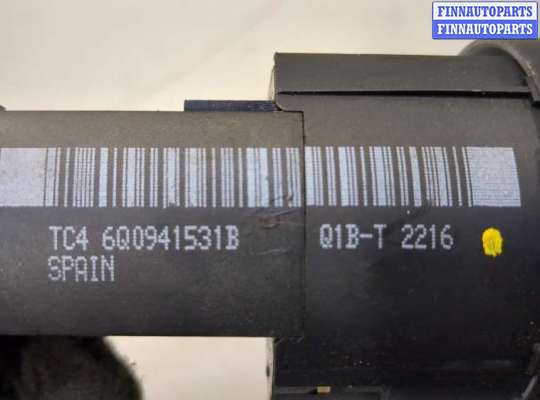 FINNAUTOPARTS
FINNAUTOPARTS
TC4 6Q0941531B Q1B-T 2216
SPAIN